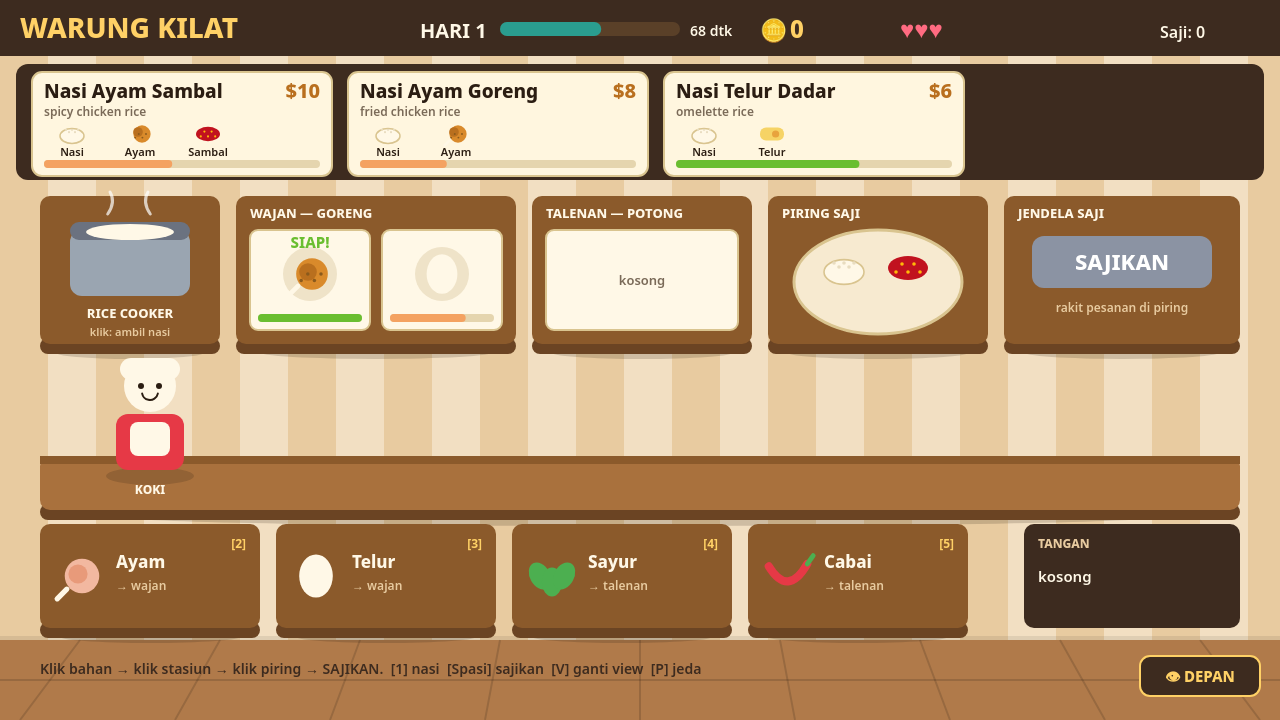 WARUNG KILAT
HARI 1
68 dtk
0
Saji: 0
Nasi Ayam Sambal
$10
spicy chicken rice
Nasi
Ayam
Sambal
Nasi Ayam Goreng
$8
fried chicken rice
Nasi
Ayam
Nasi Telur Dadar
$6
omelette rice
Nasi
Telur
RICE COOKER
klik: ambil nasi
WAJAN — GORENG
SIAP!
TALENAN — POTONG
kosong
PIRING SAJI
JENDELA SAJI
SAJIKAN
rakit pesanan di piring
KOKI
[2]
Ayam
→ wajan
[3]
Telur
→ wajan
[4]
Sayur
→ talenan
[5]
Cabai
→ talenan
TANGAN
kosong
Klik bahan → klik stasiun → klik piring → SAJIKAN.  [1] nasi  [Spasi] sajikan  [V] ganti view  [P] jeda
👁 DEPAN